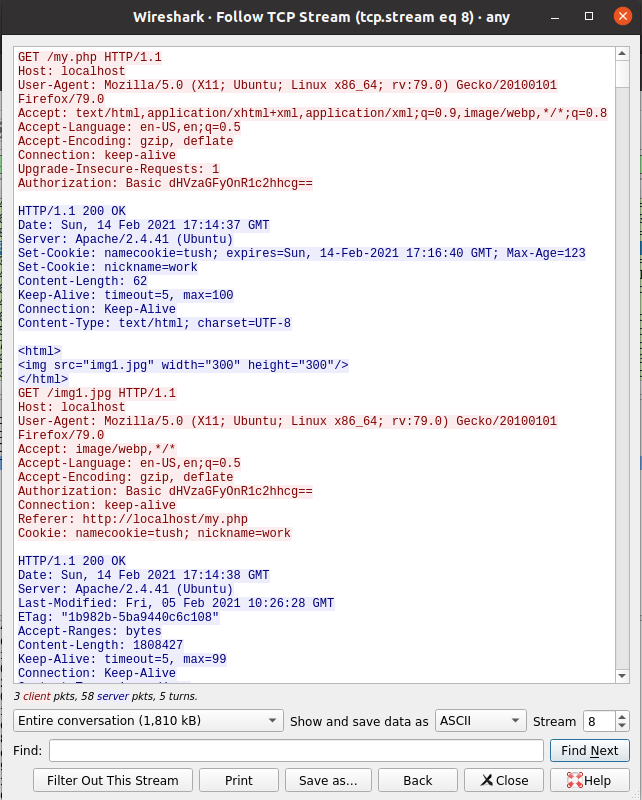 Wireshark · Follow TCP Stream (tcp.stream eq 8) · any
GET /my.php HTTP/1.1
Host: localhost
User-Agent: Mozilla/5.0 (X11; Ubuntu; Linux x86_64; rv:79.0) Gecko/20100101
Firefox/79.0
Accept: text/html,application/xhtml+xml,application/xml;q=0.9,image/webp,*/*;q=0.8
Accept-Language: en-US,en;q=0.5
Accept-Encoding: gzip, deflate
Connection: keep-alive
Upgrade-Insecure-Requests: 1
Authorization: Basic dHVzaGFyOnR1c2hhcg==

HTTP/1.1 200 OK
Date: Sun, 14 Feb 2021 17:14:37 GMT
Server: Apache/2.4.41 (Ubuntu)
Set-Cookie: namecookie=tush; expires=Sun, 14-Feb-2021 17:16:40 GMT; Max-Age=123
Set-Cookie: nickname=work
Content-Length: 62
Keep-Alive: timeout=5, max=100
Connection: Keep-Alive
Content-Type: text/html; charset=UTF-8

<html>
<img src="img1.jpg" width="300" height="300"/>
</html>
GET /img1.jpg HTTP/1.1
Host: localhost
User-Agent: Mozilla/5.0 (X11; Ubuntu; Linux x86_64; rv:79.0) Gecko/20100101
Firefox/79.0
Accept: image/webp,*/*
Accept-Language: en-US,en;q=0.5
Accept-Encoding: gzip, deflate
Authorization: Basic dHVzaGFyOnR1c2hhcg==
Connection: keep-alive
Referer: http://localhost/my.php
Cookie: namecookie=tush; nickname=work

HTTP/1.1 200 OK
Date: Sun, 14 Feb 2021 17:14:38 GMT
Server: Apache/2.4.41 (Ubuntu)
Last-Modified: Fri, 05 Feb 2021 10:26:28 GMT
ETag: "1b982b-5ba9440c6c108"
Accept-Ranges: bytes
Content-Length: 1808427
Keep-Alive: timeout=5, max=99
Connection: Keep-Alive
3 client pkts, 58 server pkts, 5 turns.
Entire conversation (1,810 kB) Show and save data as ASCII Stream 8
Find: Find Next
Filter Out This Stream Print Save as... Back Close Help